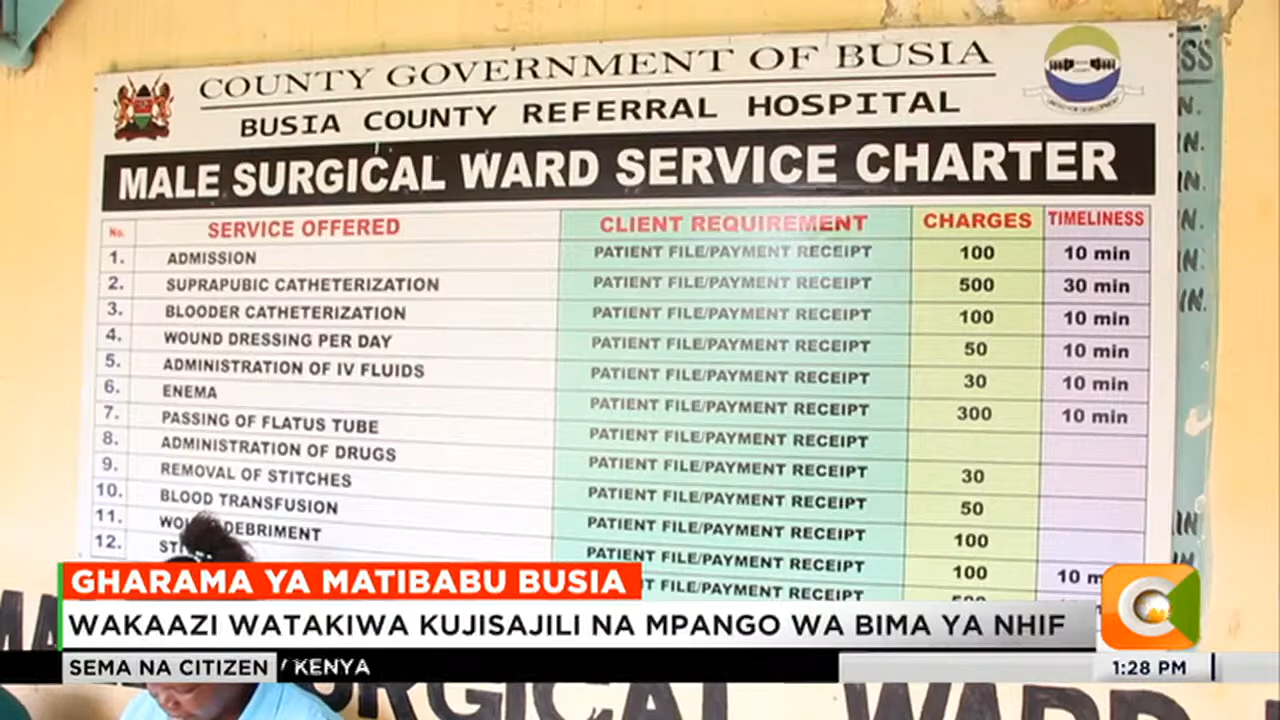 COUNTY GOVERNMENT OF BUSIA
BUSIA COUNTY REFERRAL HOSPITAL
MALE SURGICAL WARD SERVICE CHARTER
No. SERVICE OFFERED CLIENT REQUIREMENT CHARGES TIMELINESS
1. ADMISSION PATIENT FILE/PAYMENT RECEIPT 100 10 min
2. SUPRAPUBIC CATHETERIZATION PATIENT FILE/PAYMENT RECEIPT 500 30 min
3. BLOODER CATHETERIZATION PATIENT FILE/PAYMENT RECEIPT 100 10 min
4. WOUND DRESSING PER DAY PATIENT FILE/PAYMENT RECEIPT 50 10 min
5. ADMINISTRATION OF IV FLUIDS PATIENT FILE/PAYMENT RECEIPT 30 10 min
6. ENEMA PATIENT FILE/PAYMENT RECEIPT 300 10 min
7. PASSING OF FLATUS TUBE PATIENT FILE/PAYMENT RECEIPT
8. ADMINISTRATION OF DRUGS PATIENT FILE/PAYMENT RECEIPT 30
9. REMOVAL OF STITCHES PATIENT FILE/PAYMENT RECEIPT 50
10. BLOOD TRANSFUSION PATIENT FILE/PAYMENT RECEIPT 100
11. DEBRIMENT PATIENT FILE/PAYMENT RECEIPT 100 10
12. FILE/PAYMENT RECEIPT
GHARAMA YA MATIBABU BUSIA
WAKAAZI WATAKIWA KUJISAJILI NA MPANGO WA BIMA YA NHIF
SEMA NA CITIZEN / KENYA 1:28 PM
SURGICAL WARD